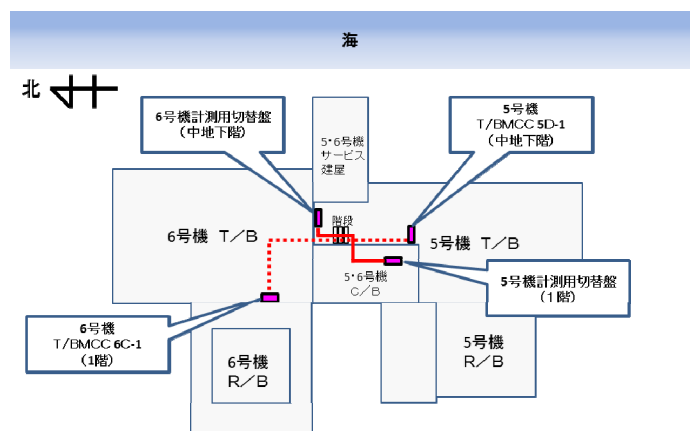 海
北
6号機計測用切替盤
（中地下階）
5号機
T/BMCC 5D-1
（中地下階）
5・6号機
サービス
建屋
階段
6号機 T／B
5号機 T／B
5・6号機
C／B
5号機計測用切替盤
（1階）
6号機
T/BMCC 6C-1
（1階）
6号機
R／B
5号機
R／B